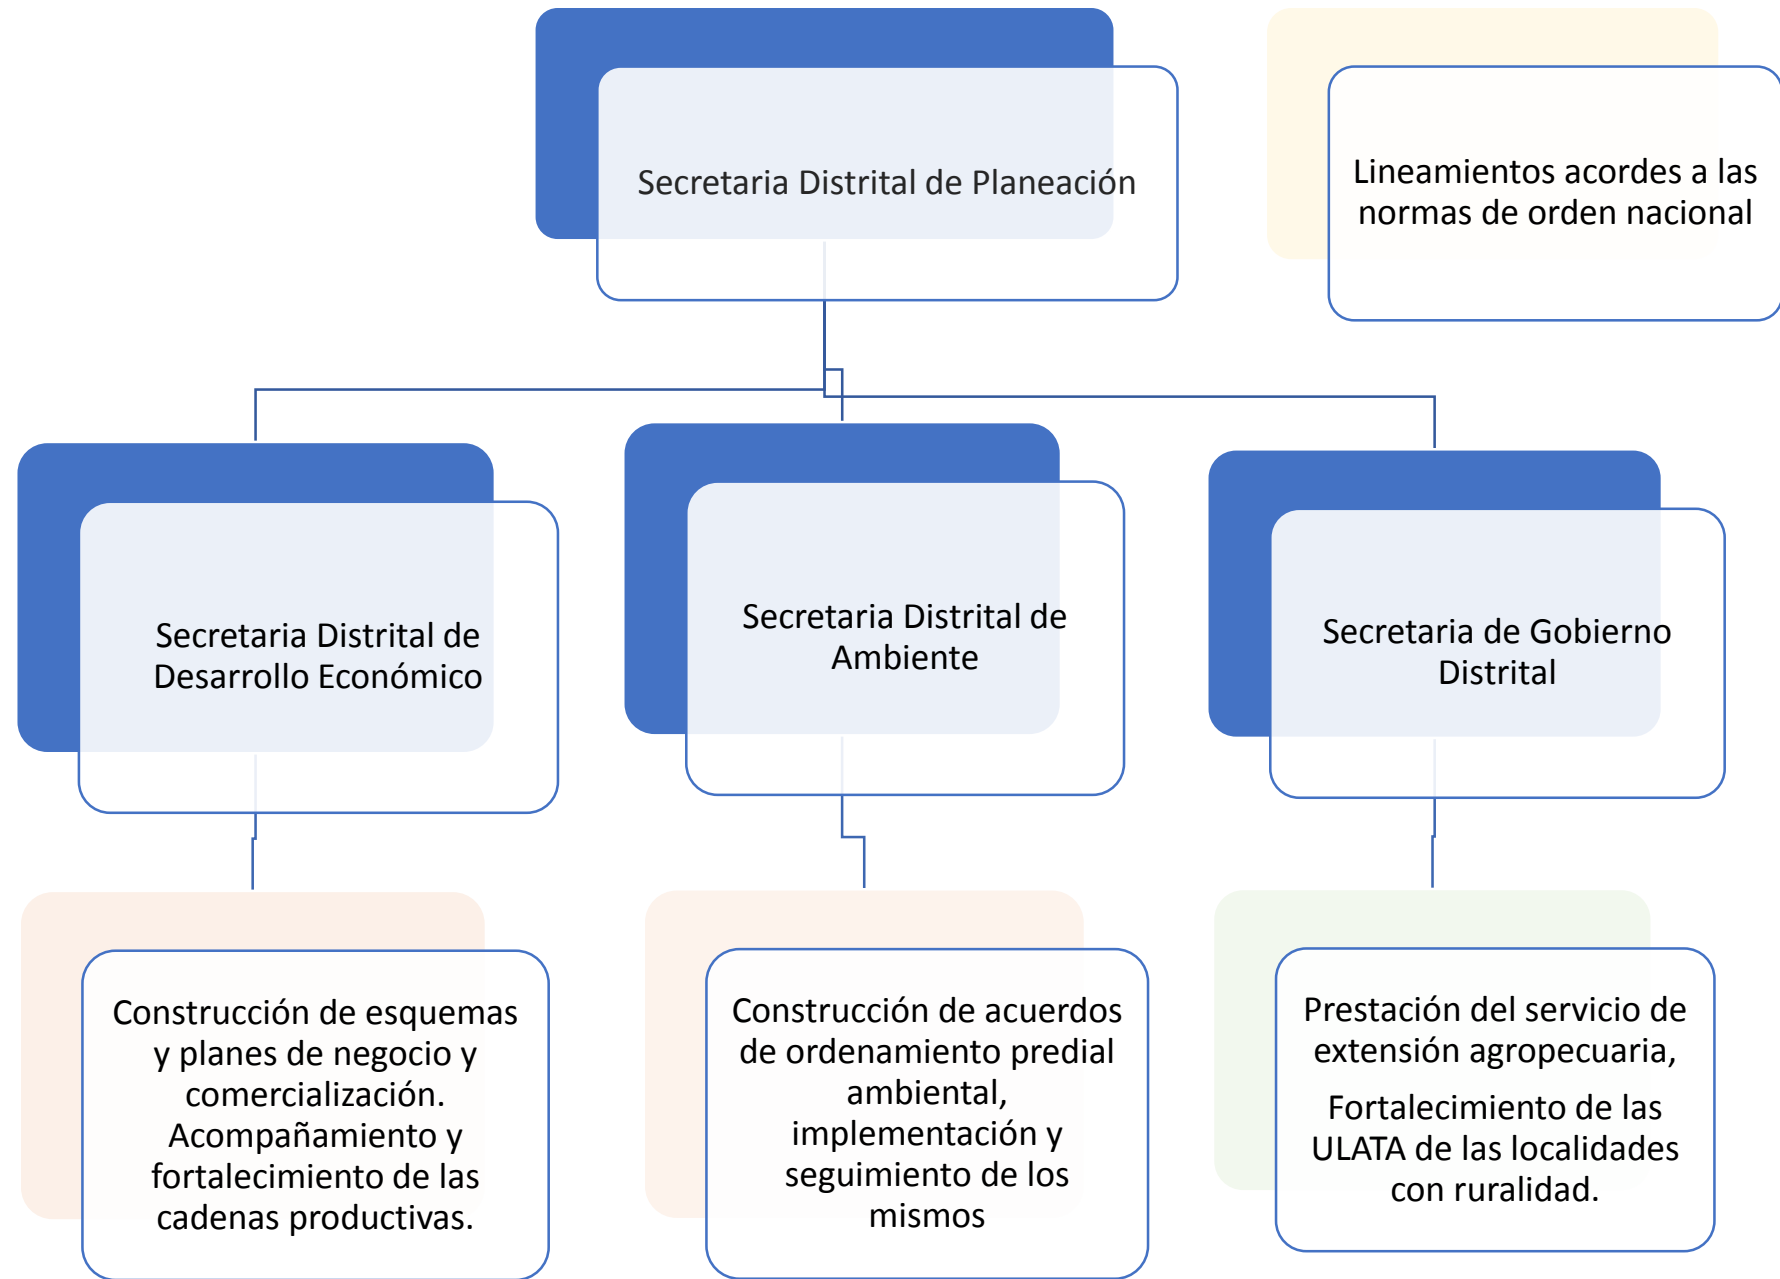 Secretaria Distrital de Planeación
Lineamientos acordes a las
normas de orden nacional
Secretaria Distrital de
Desarrollo Económico
Secretaria Distrital de
Ambiente
Secretaria de Gobierno
Distrital
Construcción de esquemas
y planes de negocio y
comercialización.
Acompañamiento y
fortalecimiento de las
cadenas productivas.
Construcción de acuerdos
de ordenamiento predial
ambiental,
implementación y
seguimiento de los
mismos
Prestación del servicio de
extensión agropecuaria,
Fortalecimiento de las
ULATA de las localidades
con ruralidad.